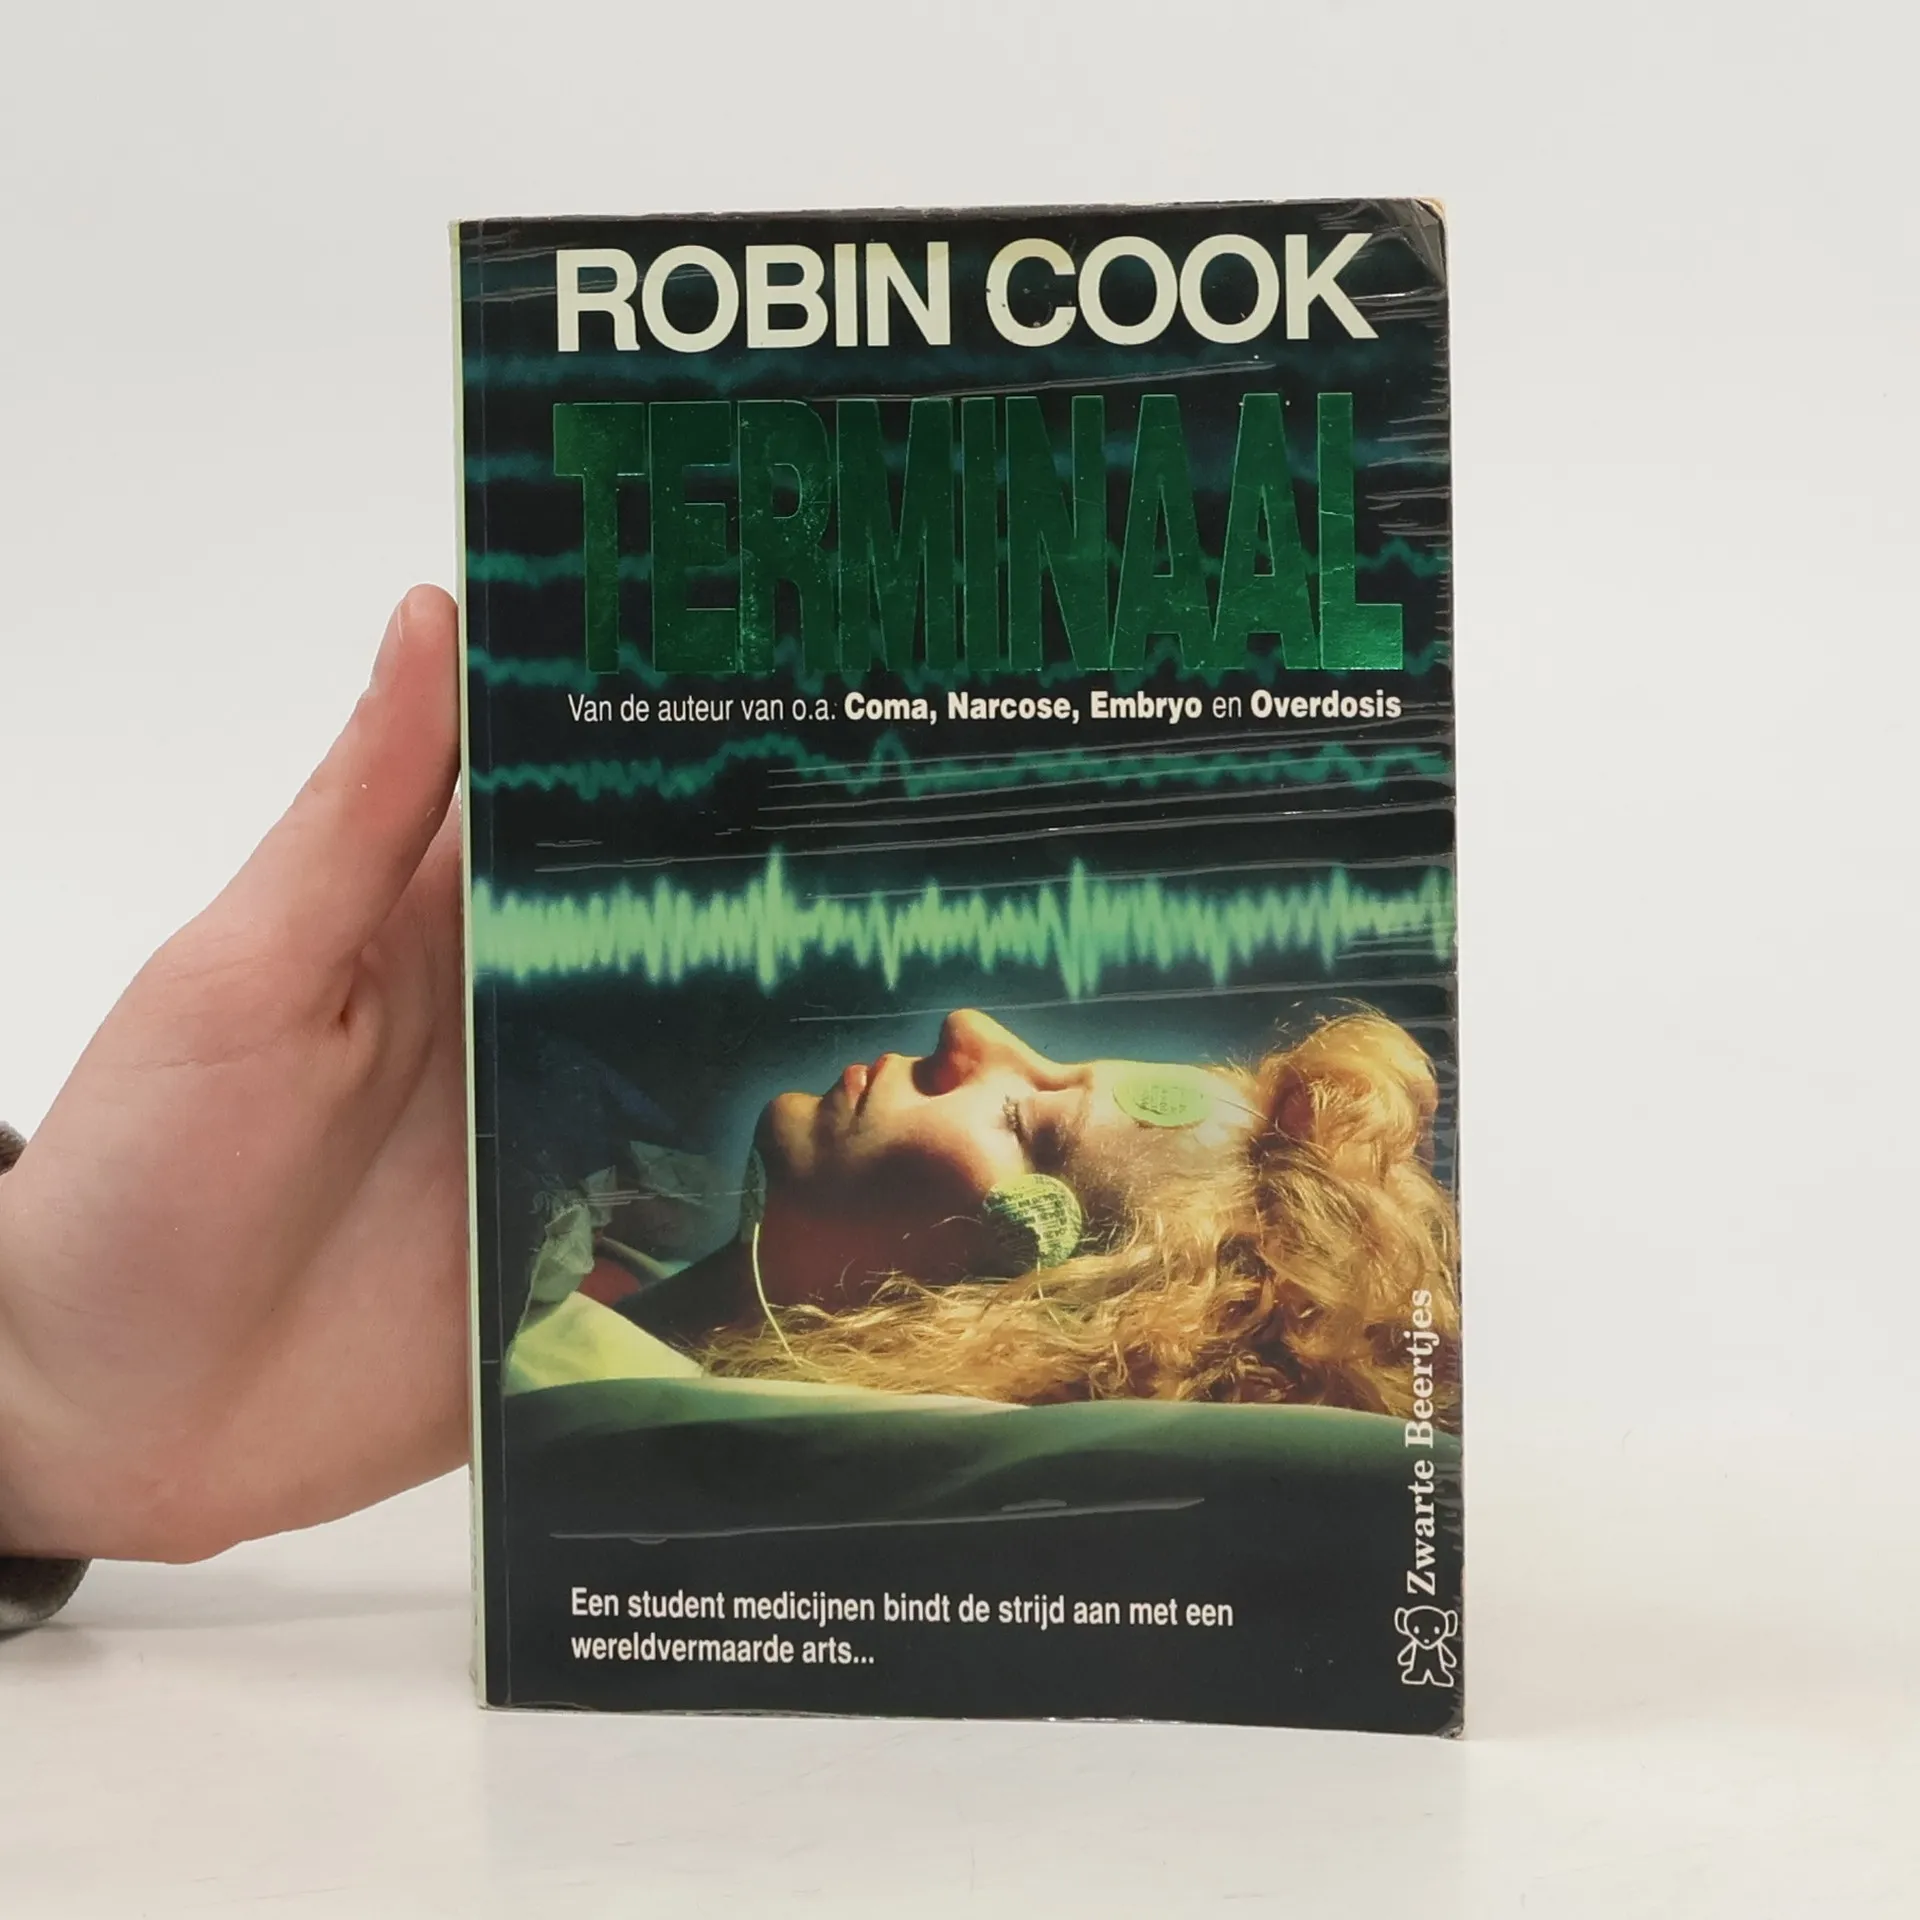 ROBIN COOK
TERMINAAL
Van de auteur van o.a. Coma, Narcose, Embryo en Overdosis
Een student medicijnen bindt de strijd aan met een
wereldvermaarde arts...
Zwarte Beertjes